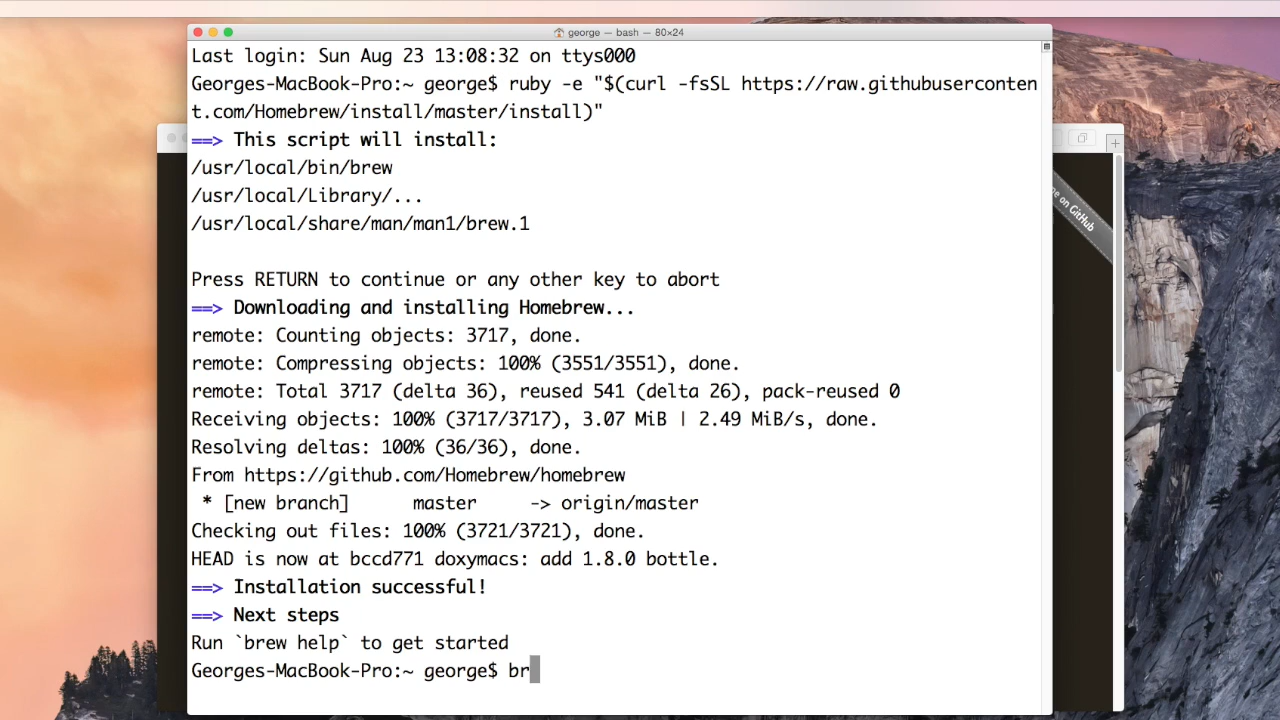 george — bash — 80×24
Last login: Sun Aug 23 13:08:32 on ttys000
Georges-MacBook-Pro:~ george$ ruby -e "$(curl -fsSL https://raw.githubuserconten
t.com/Homebrew/install/master/install)"
==> This script will install:
/usr/local/bin/brew
/usr/local/Library/...
/usr/local/share/man/man1/brew.1
Press RETURN to continue or any other key to abort
==> Downloading and installing Homebrew...
remote: Counting objects: 3717, done.
remote: Compressing objects: 100% (3551/3551), done.
remote: Total 3717 (delta 36), reused 541 (delta 26), pack-reused 0
Receiving objects: 100% (3717/3717), 3.07 MiB | 2.49 MiB/s, done.
Resolving deltas: 100% (36/36), done.
From https://github.com/Homebrew/homebrew
 * [new branch]      master     -> origin/master
Checking out files: 100% (3721/3721), done.
HEAD is now at bccd771 doxymacs: add 1.8.0 bottle.
==> Installation successful!
==> Next steps
Run `brew help` to get started
Georges-MacBook-Pro:~ george$ br
me on GitHub